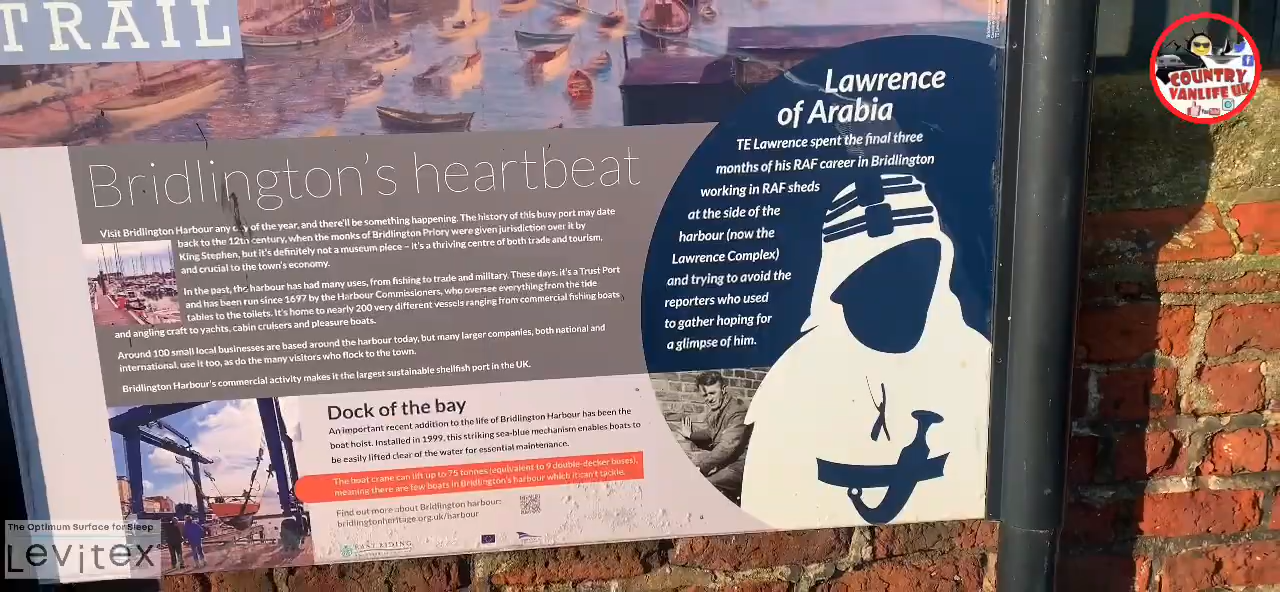 TRAIL
COUNTRY
VANLIFE UK
YouTube
Bridlington's heartbeat
Visit Bridlington Harbour any day of the year, and there'll be something happening. The history of this busy port may date
back to the 12th century, when the monks of Bridlington Priory were given jurisdiction over it by
King Stephen, but it's definitely not a museum piece – it's a thriving centre of both trade and tourism,
and crucial to the town's economy.
In the past, the harbour has had many uses, from fishing to trade and military. These days, it's a Trust Port
and has been run since 1697 by the Harbour Commissioners, who oversee everything from the tide
tables to the toilets. It's home to nearly 200 very different vessels ranging from commercial fishing boats
and angling craft to yachts, cabin cruisers and pleasure boats.
Around 100 small local businesses are based around the harbour today, but many larger companies, both national and
international, use it too, as do the many visitors who flock to the town.
Bridlington Harbour's commercial activity makes it the largest sustainable shellfish port in the UK.
Lawrence
of Arabia
TE Lawrence spent the final three
months of his RAF career in Bridlington
working in RAF sheds
at the side of the
harbour (now the
Lawrence Complex)
and trying to avoid the
reporters who used
to gather hoping for
a glimpse of him.
Dock of the bay
An important recent addition to the life of Bridlington Harbour has been the
boat hoist. Installed in 1999, this striking sea-blue mechanism enables boats to
be easily lifted clear of the water for essential maintenance.
The boat crane can lift up to 75 tonnes (equivalent to 9 double-decker buses),
meaning there are few boats in Bridlington's harbour which it can't tackle.
Find out more about Bridlington harbour:
bridlingtonheritage.org.uk/harbour
EAST RIDING
The Optimum Surface for Sleep
Levitex